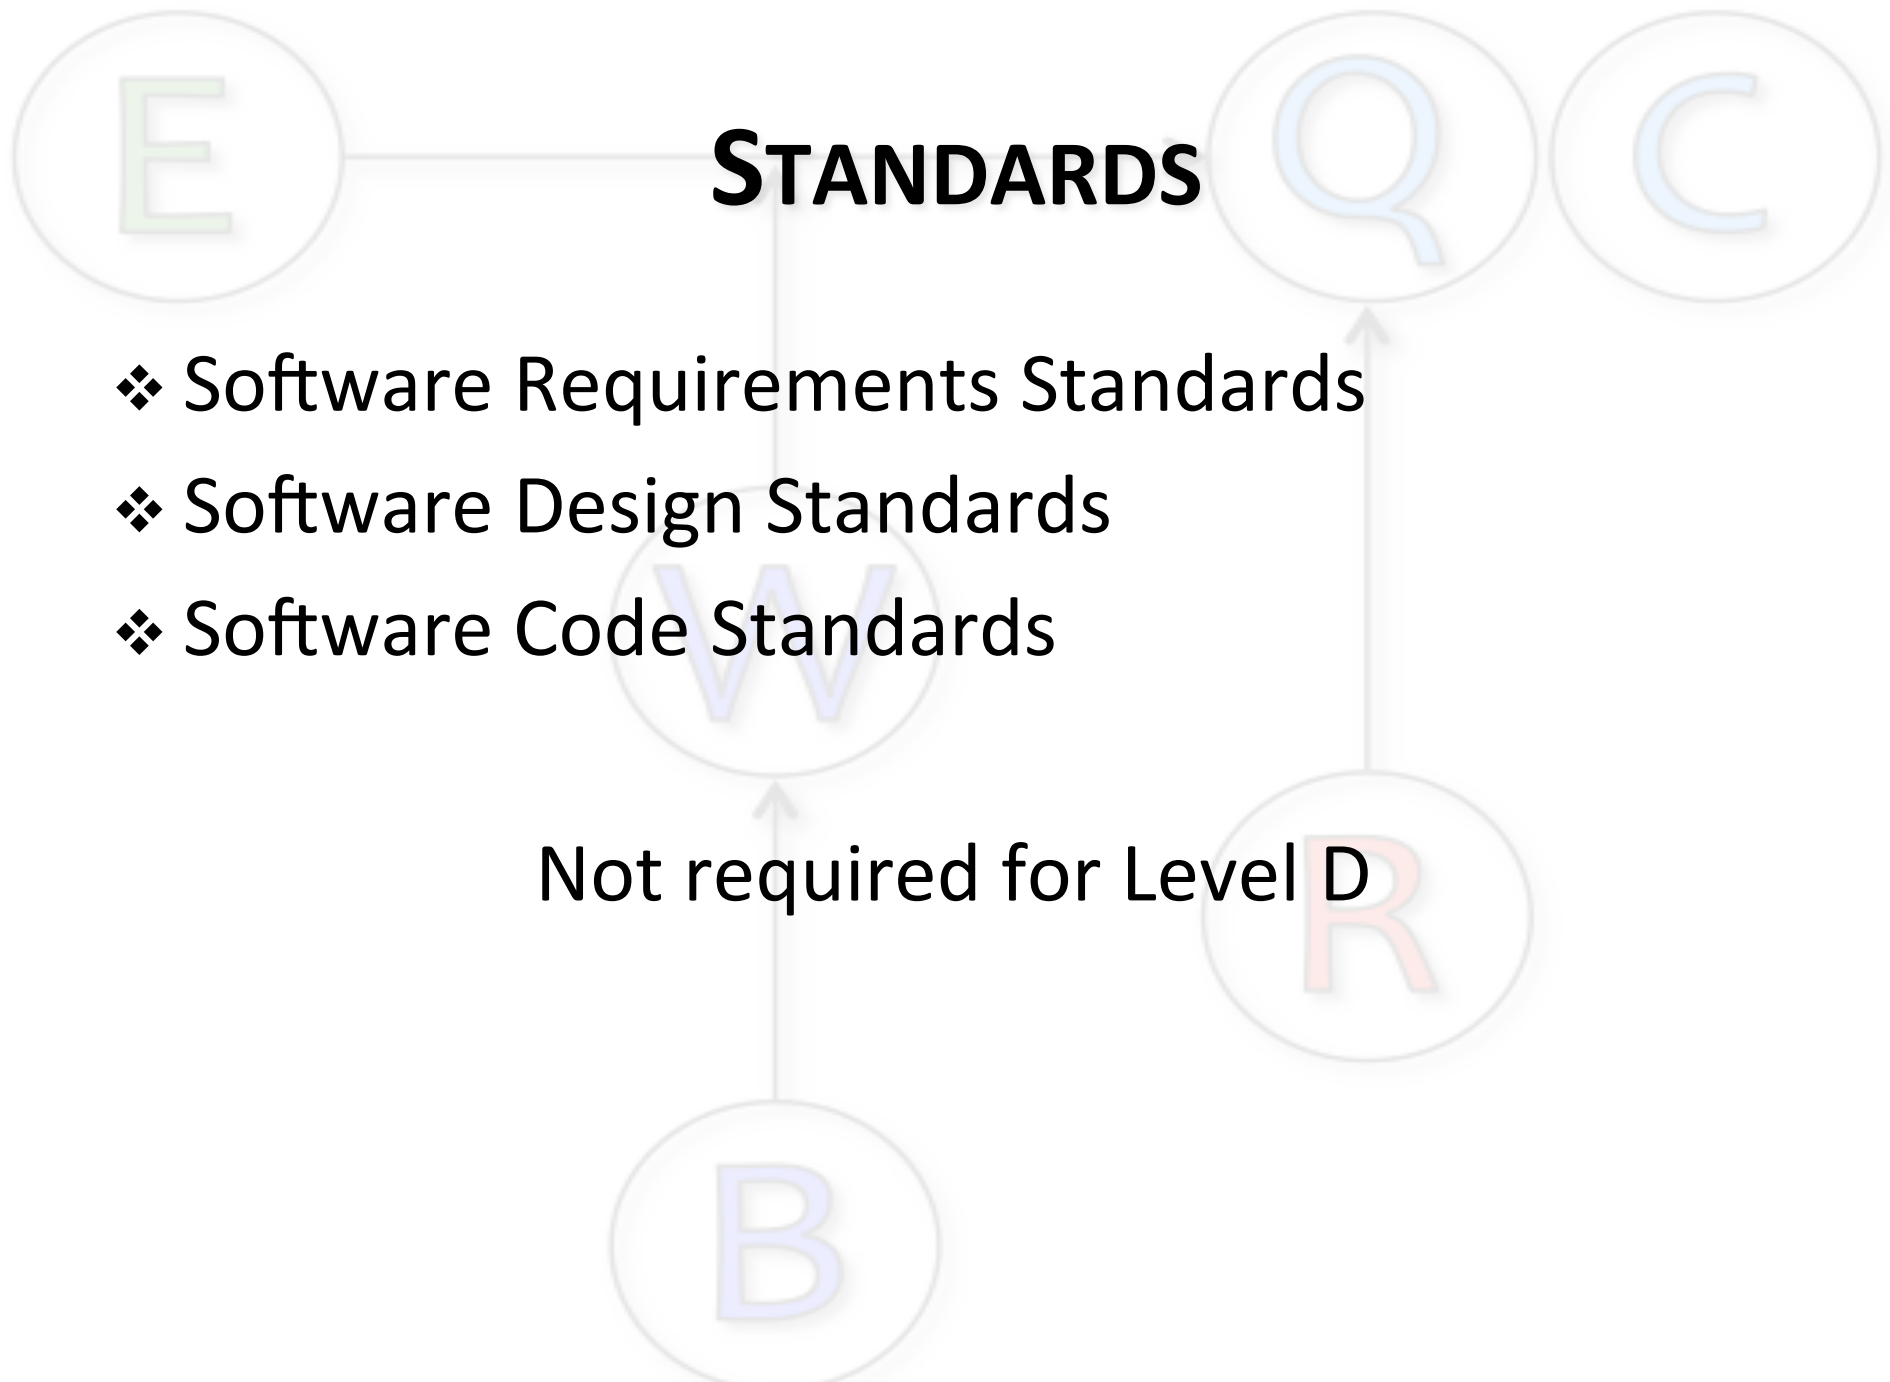 E
Q
C
STANDARDS
❖ Software Requirements Standards
❖ Software Design Standards
❖ Software Code Standards
W
Not required for Level D
R
B